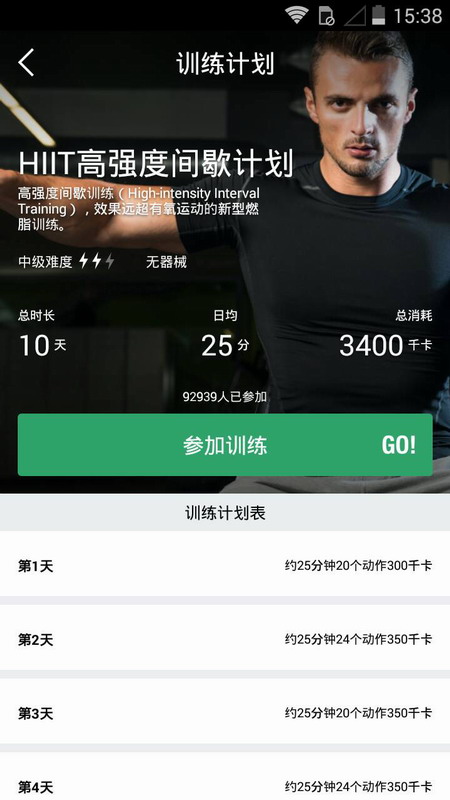 15:38
训练计划
HIIT高强度间歇计划
高强度间歇训练（High-intensity Interval
Training），效果远超有氧运动的新型燃
脂训练。
中级难度 无器械
总时长 日均 总消耗
10 天 25 分 3400 千卡
92939人已参加
参加训练 GO!
训练计划表
第1天 约25分钟20个动作300千卡
第2天 约25分钟24个动作350千卡
第3天 约25分钟20个动作350千卡
第4天 约25分钟24个动作350千卡